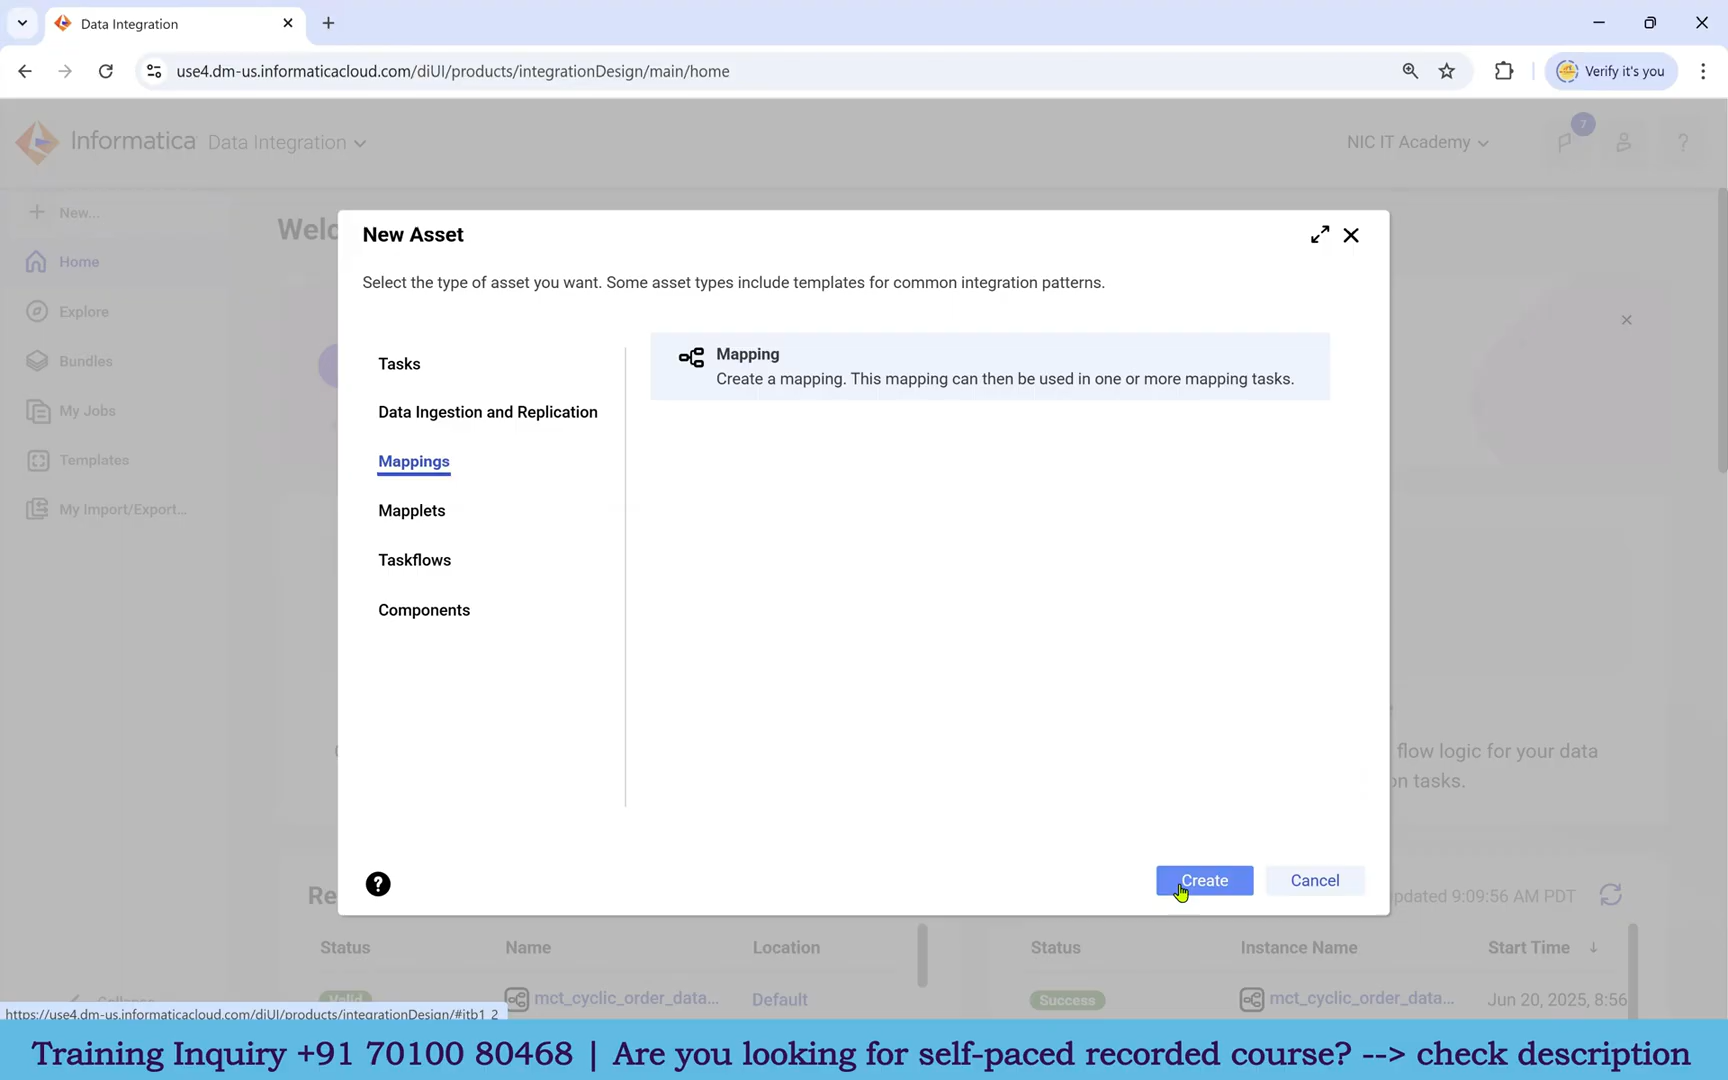 Data Integration
use4.dm-us.informaticacloud.com/diUI/products/integrationDesign/main/home
Verify it's you
Informatica Data Integration
NIC IT Academy
7
?
New...
Home
Explore
Bundles
My Jobs
Templates
My Import/Export...
Welc
New Asset
Select the type of asset you want. Some asset types include templates for common integration patterns.
Tasks
Data Ingestion and Replication
Mappings
Mapplets
Taskflows
Components
Mapping
Create a mapping. This mapping can then be used in one or more mapping tasks.
?
Create
Cancel
flow logic for your data
on tasks.
Re
pdated 9:09:56 AM PDT
Status Name Location
Status Instance Name Start Time
Valid mct_cyclic_order_data... Default
Success mct_cyclic_order_data... Jun 20, 2025, 8:56
Collapse
https://use4.dm-us.informaticacloud.com/diUI/products/integrationDesign/#itb1_2
Training Inquiry +91 70100 80468 | Are you looking for self-paced recorded course? --> check description